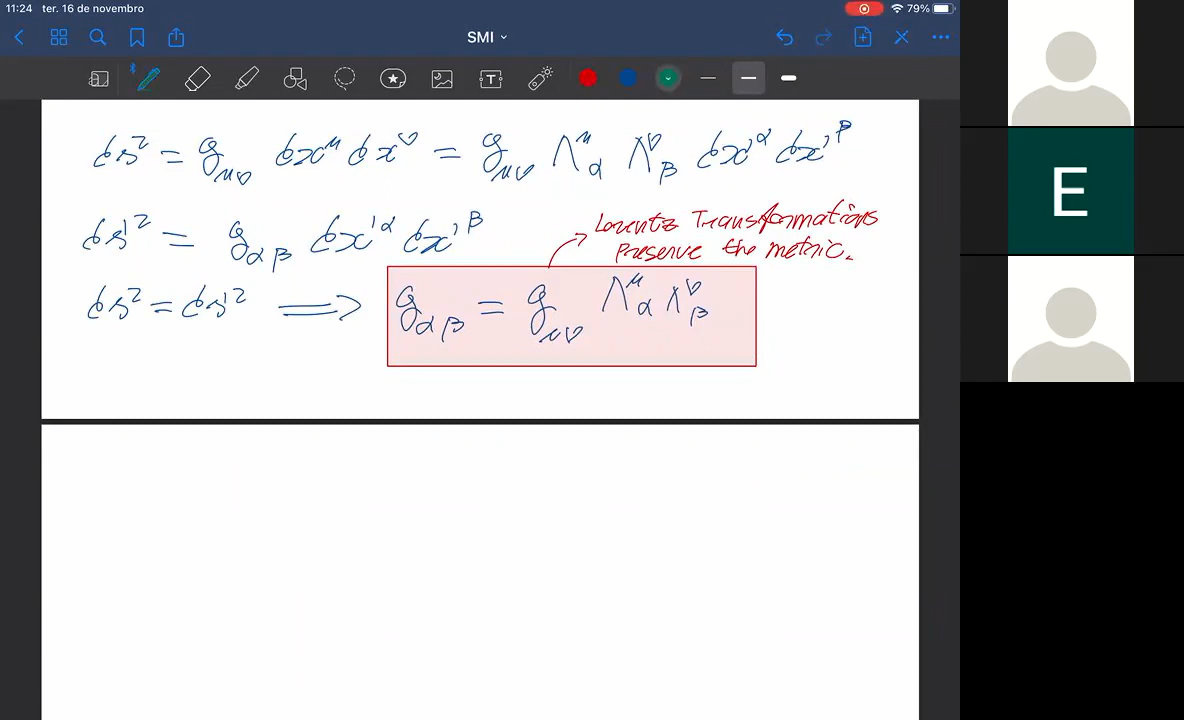 11:24 ter. 16 de novembro 79%
SMI
T
ds² = g_μν dx^μ dx^ν = g_μν Λ^μ_α Λ^ν_β dx'^α dx'^β
ds'² = g_αβ dx'^α dx'^β
Lorentz Transformations
Preserve the metric.
ds² = ds'² ⟹ g_αβ = g_μν Λ^μ_α Λ^ν_β
E